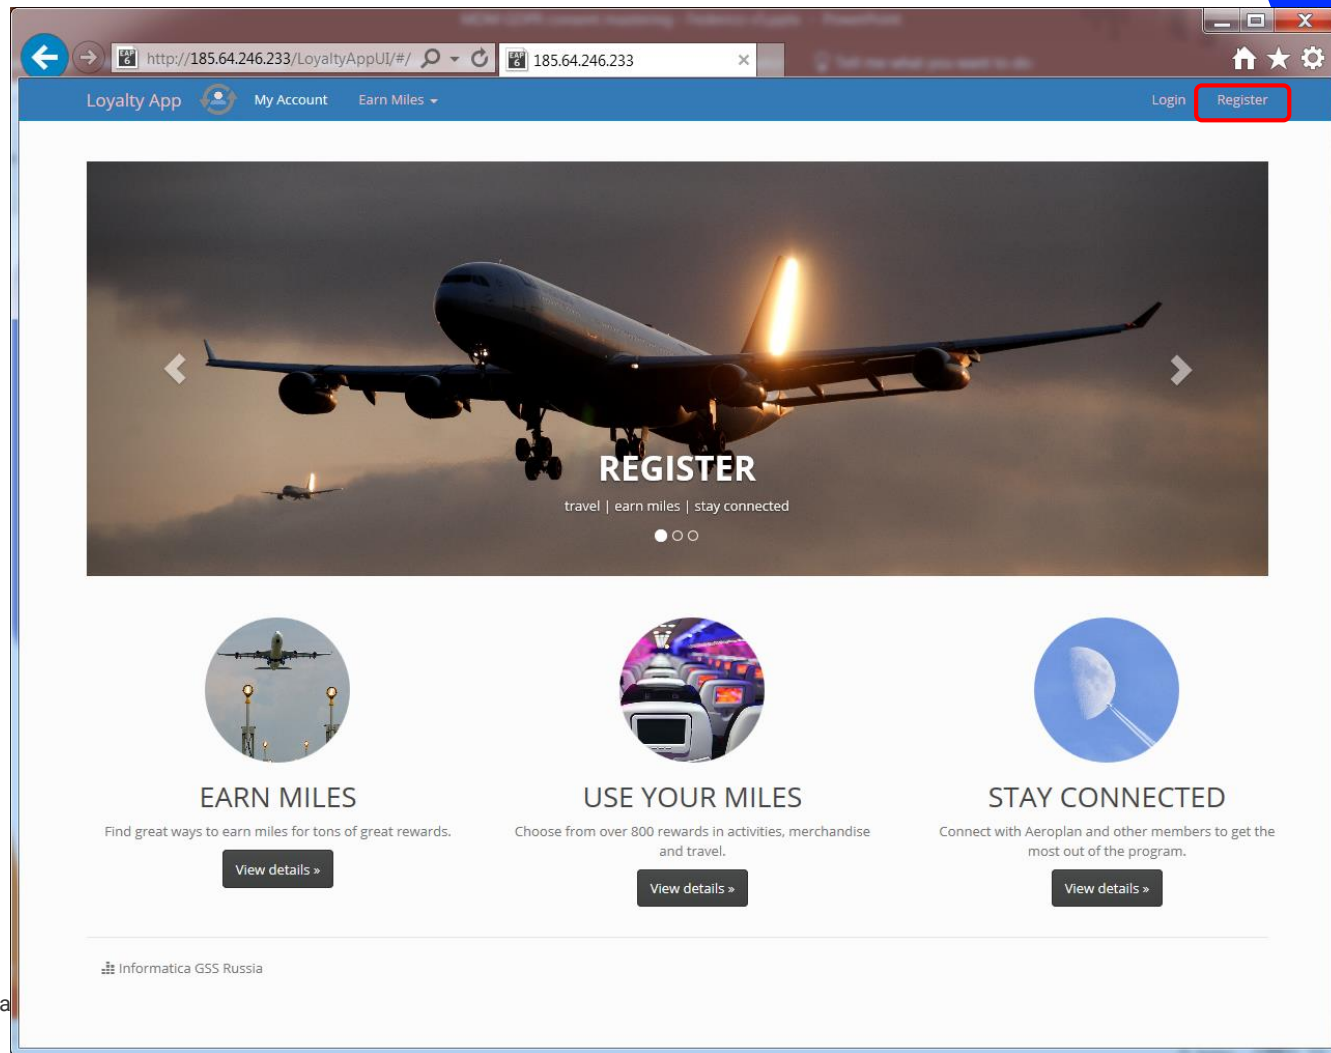 http://185.64.246.233/LoyaltyAppUI/#/
185.64.246.233
Loyalty App
My Account
Earn Miles
Login
Register
REGISTER
travel | earn miles | stay connected
EARN MILES
Find great ways to earn miles for tons of great rewards.
View details »
USE YOUR MILES
Choose from over 800 rewards in activities, merchandise
and travel.
View details »
STAY CONNECTED
Connect with Aeroplan and other members to get the
most out of the program.
View details »
Informatica GSS Russia
a